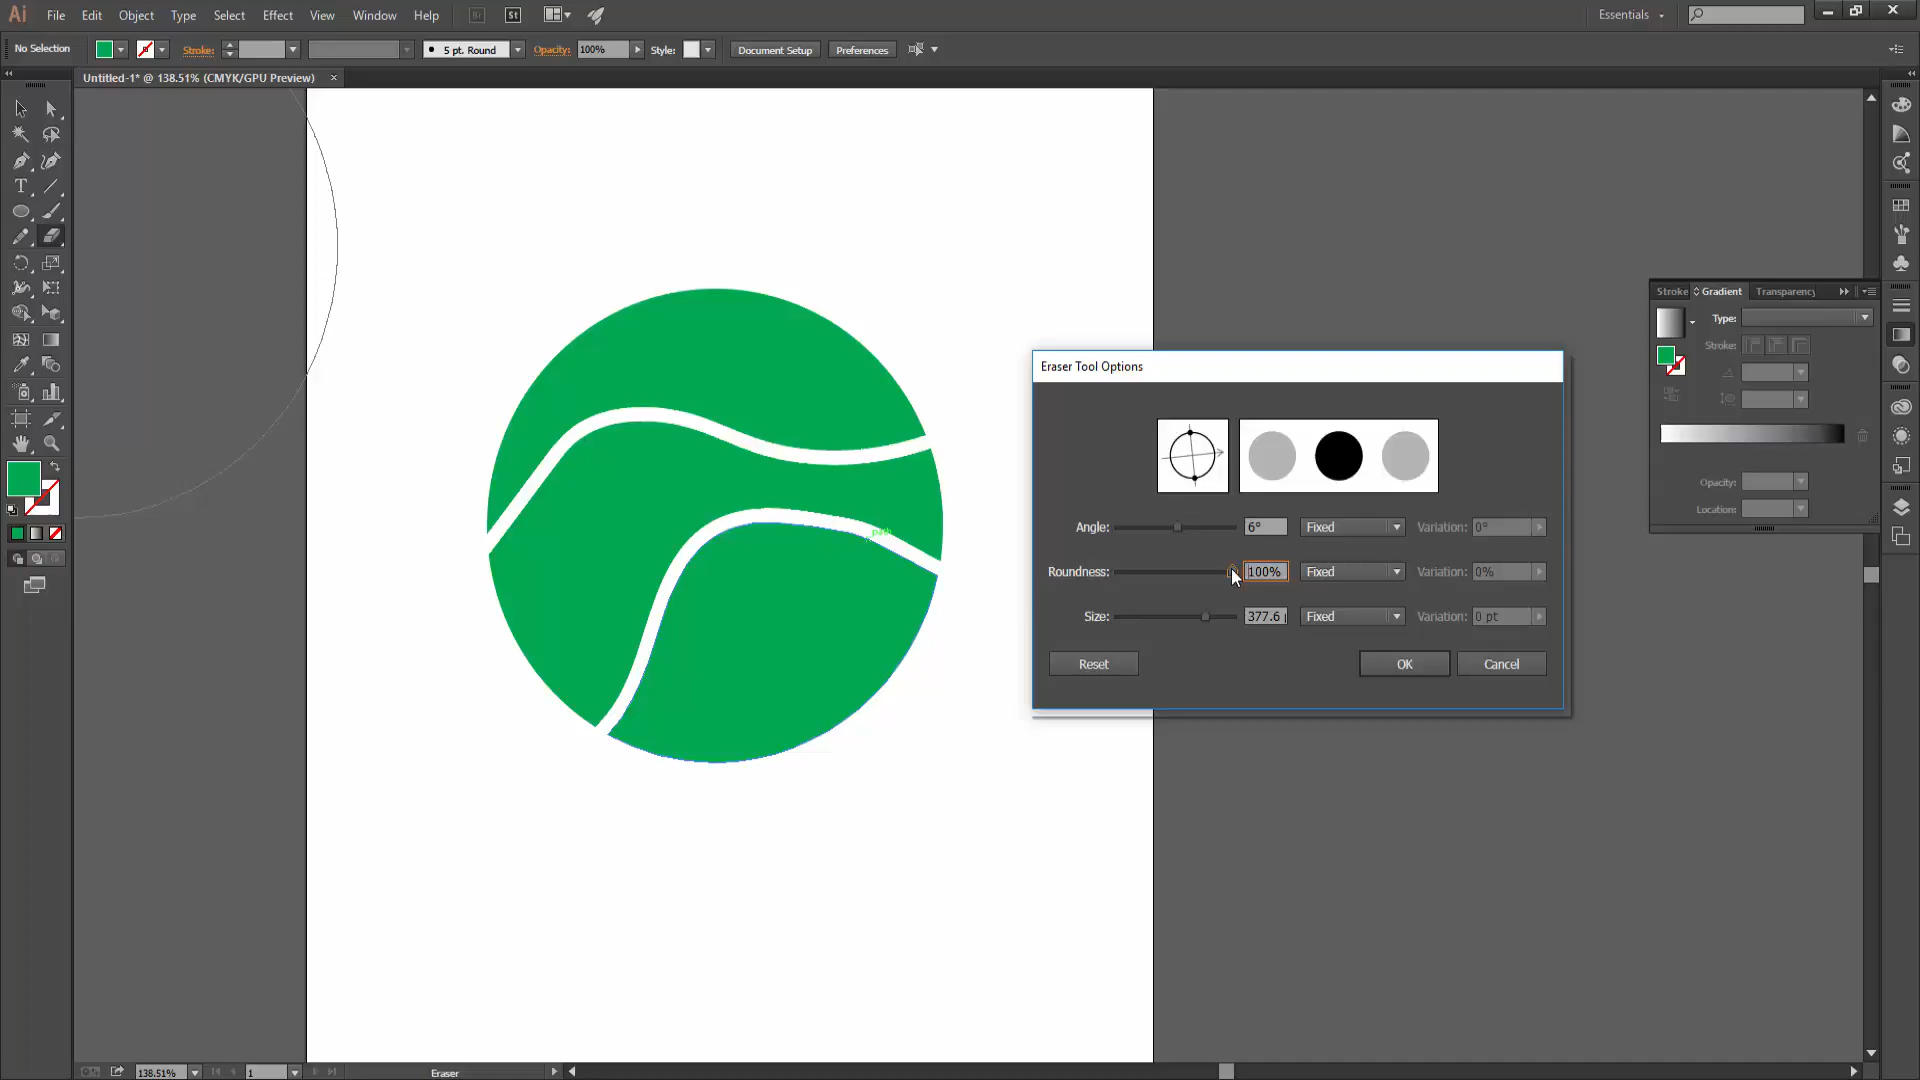 Ai File Edit Object Type Select Effect View Window Help Br St Essentials
No Selection Stroke: 5 pt. Round Opacity: 100% Style: Document Setup Preferences
Untitled-1* @ 138.51% (CMYK/GPU Preview) ×
Stroke Gradient Transparency
Type:
Stroke:
Opacity:
Location:
Eraser Tool Options
Angle: 6° Fixed Variation: 0°
Roundness: 100% Fixed Variation: 0%
Size: 377.6 Fixed Variation: 0 pt
Reset OK Cancel
path
T
138.51% 1 Eraser